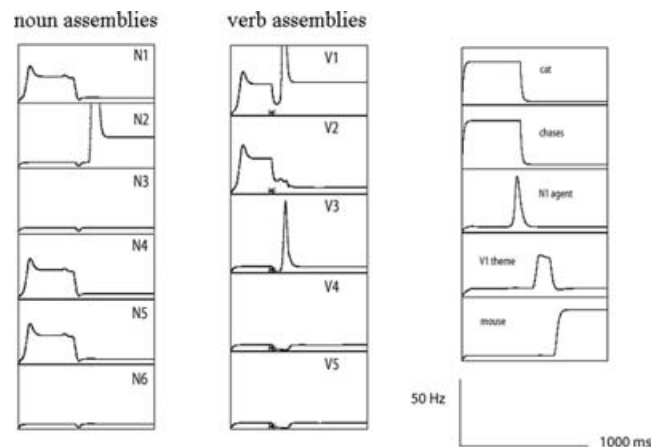 noun assemblies
N1
N2
N3
N4
N5
N6
verb assemblies
V1
V2
V3
V4
V5
cat
chases
N1 agent
V1 theme
mouse
50 Hz
1000 ms